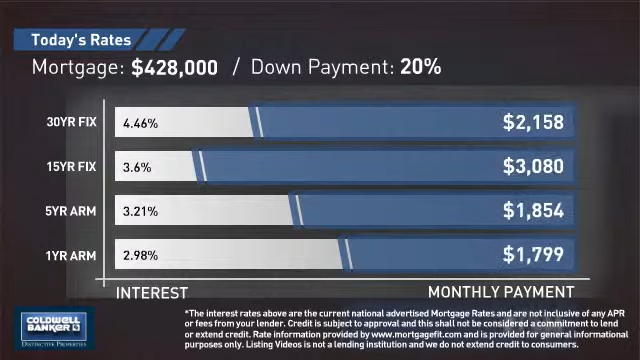 Today's Rates
Mortgage: $428,000 / Down Payment: 20%
30YR FIX 4.46% $2,158
15YR FIX 3.6% $3,080
5YR ARM 3.21% $1,854
1YR ARM 2.98% $1,799
INTEREST MONTHLY PAYMENT
COLDWELL
BANKER
DISTINCTIVE PROPERTIES
*The interest rates above are the current national advertised Mortgage Rates and are not inclusive of any APR
or fees from your lender. Credit is subject to approval and this shall not be considered a commitment to lend
or extend credit. Rate information provided by www.mortgagefit.com and is provided for general informational
purposes only. Listing Videos is not a lending institution and we do not extend credit to consumers.